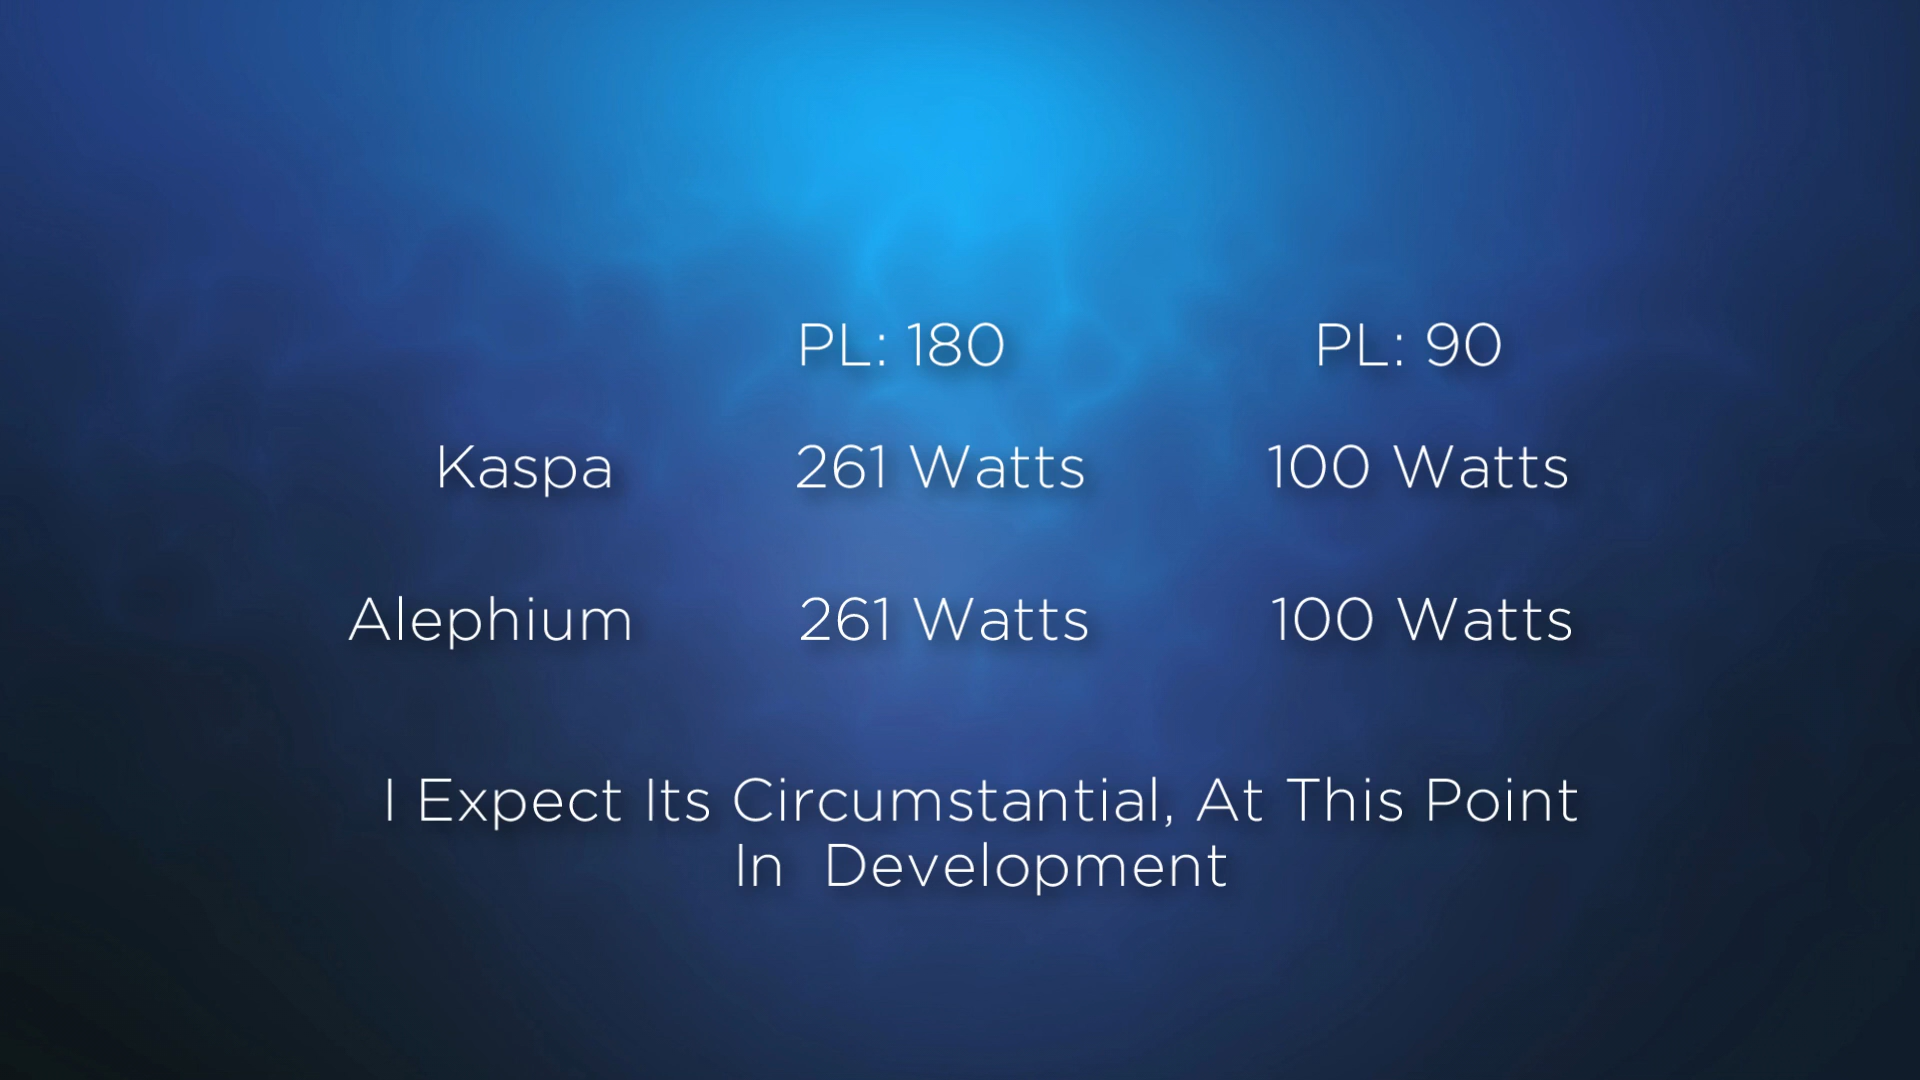 PL: 180 PL: 90
Kaspa 261 Watts 100 Watts
Alephium 261 Watts 100 Watts
I Expect Its Circumstantial, At This Point
In Development